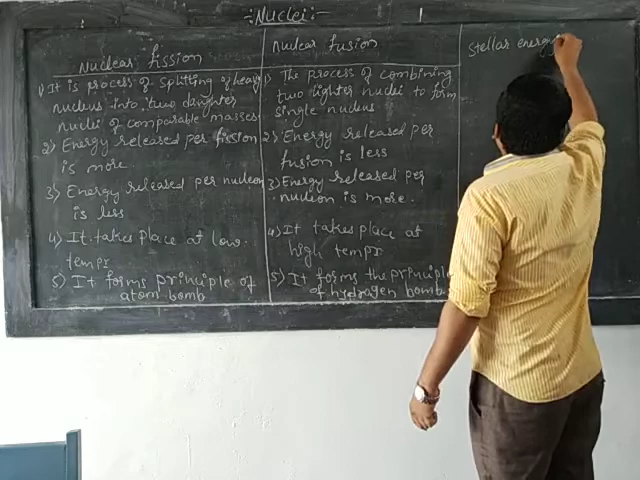 :Nuclei:-
Nuclear fission
1) It is process of splitting of heavy
nucleus into two daughter
nuclei of comparable masses
2) Energy released per fission
is more
3) Energy released per nucleon
is less
4) It takes place at low
tempr
5) It forms principle of
atom bomb
nuclear fusion
1) The process of combining
two lighter nuclei to form
single nucleus
2) Energy released per
fusion is less
3) Energy released per
nucleon is more.
4) It takes place at
high tempr
5) It forms the principle
of hydrogen bomb
Stellar energy